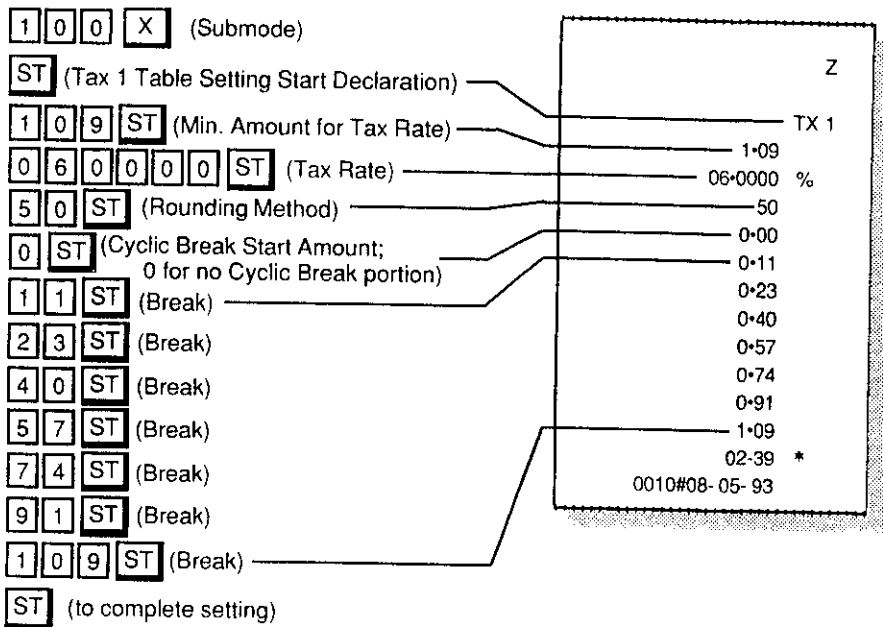 1 0 0 X (Submode)
ST (Tax 1 Table Setting Start Declaration)
1 0 9 ST (Min. Amount for Tax Rate)
0 6 0 0 0 0 ST (Tax Rate)
5 0 ST (Rounding Method)
0 ST (Cyclic Break Start Amount;
0 for no Cyclic Break portion)
1 1 ST (Break)
2 3 ST (Break)
4 0 ST (Break)
5 7 ST (Break)
7 4 ST (Break)
9 1 ST (Break)
1 0 9 ST (Break)
ST (to complete setting)
Z
TX 1
1•09
06•0000 %
50
0•00
0•11
0•23
0•40
0•57
0•74
0•91
1•09
02-39 *
0010#08- 05- 93